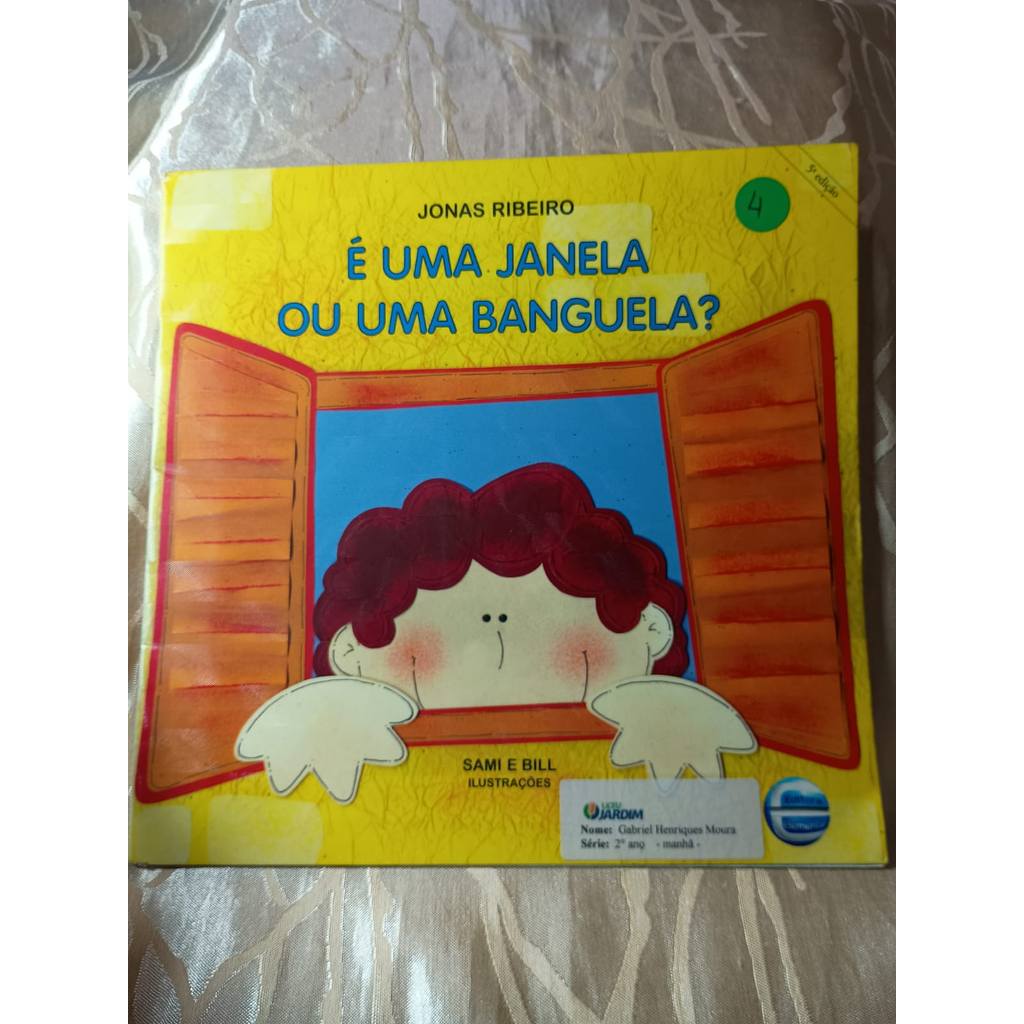 5ª edição
4
JONAS RIBEIRO
É UMA JANELA
OU UMA BANGUELA?
SAMI E BILL
ILUSTRAÇÕES
LICEU
JARDIM
Nome: Gabriel Henriques Moura
Série: 2º ano - manhã -